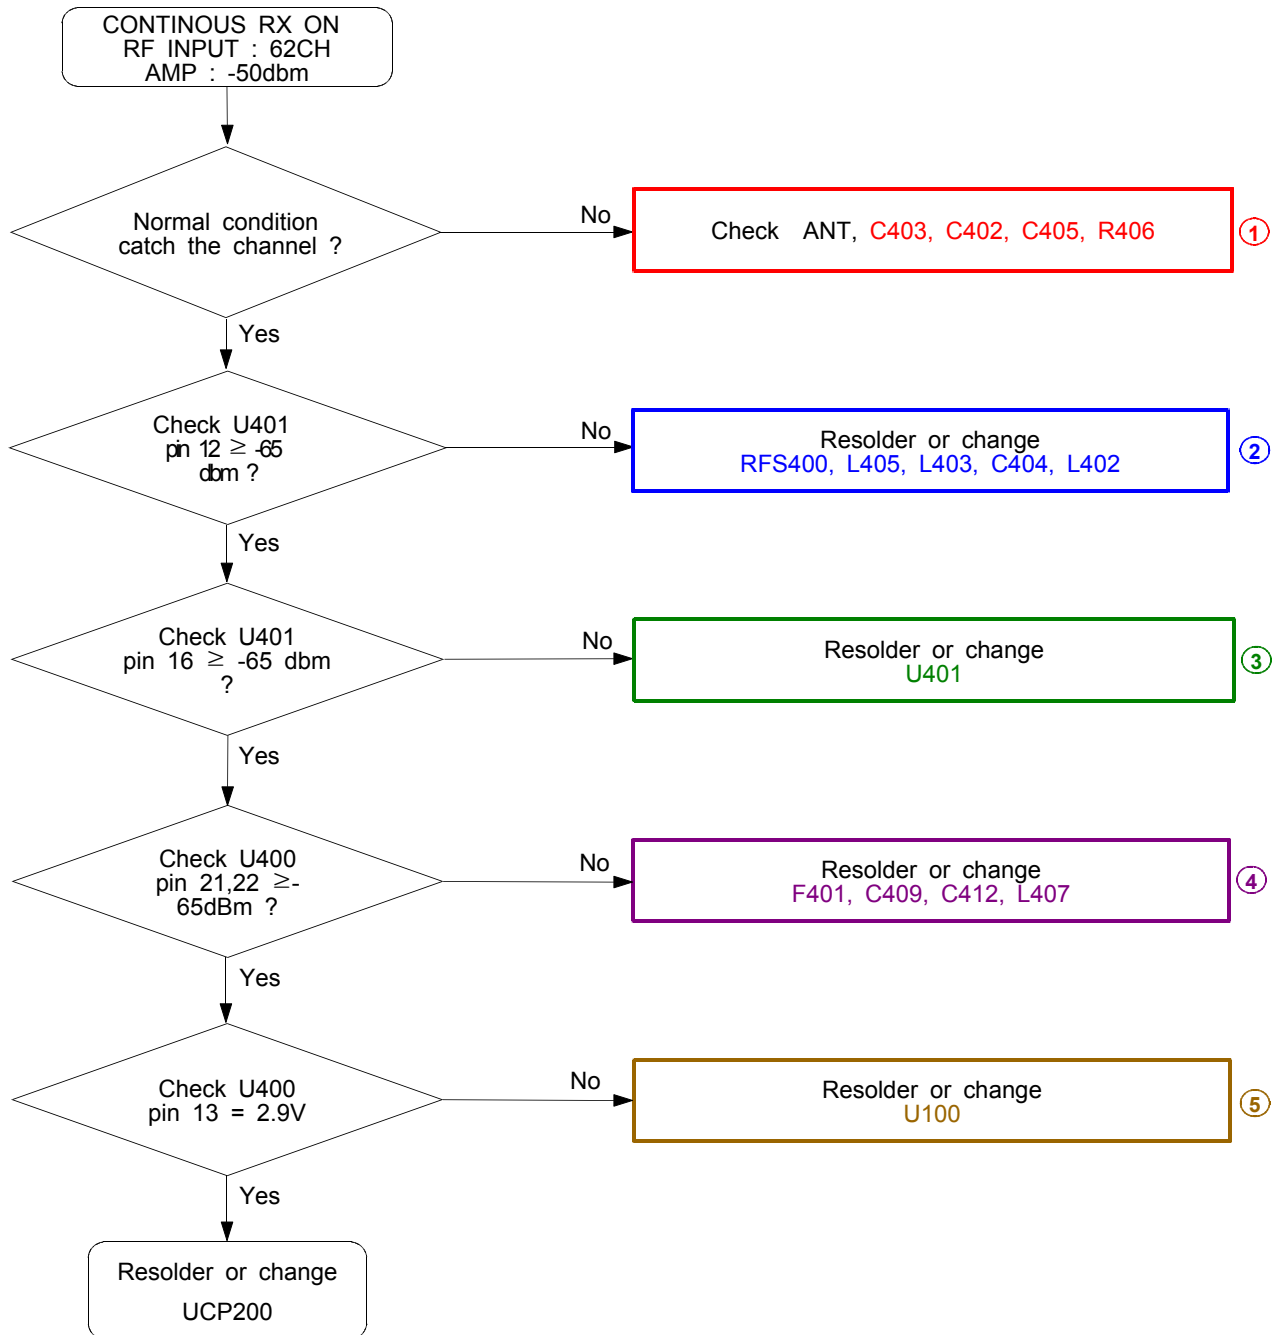 CONTINOUS RX ON
RF INPUT : 62CH
AMP : -50dbm
Normal condition
catch the channel ?
No
Check ANT, C403, C402, C405, R406
1
Yes
Check U401
pin 12 ≥ -65
dbm ?
No
Resolder or change
RFS400, L405, L403, C404, L402
2
Yes
Check U401
pin 16 ≥ -65 dbm
?
No
Resolder or change
U401
3
Yes
Check U400
pin 21,22 ≥-
65dBm ?
No
Resolder or change
F401, C409, C412, L407
4
Yes
Check U400
pin 13 = 2.9V
No
Resolder or change
U100
5
Yes
Resolder or change
UCP200